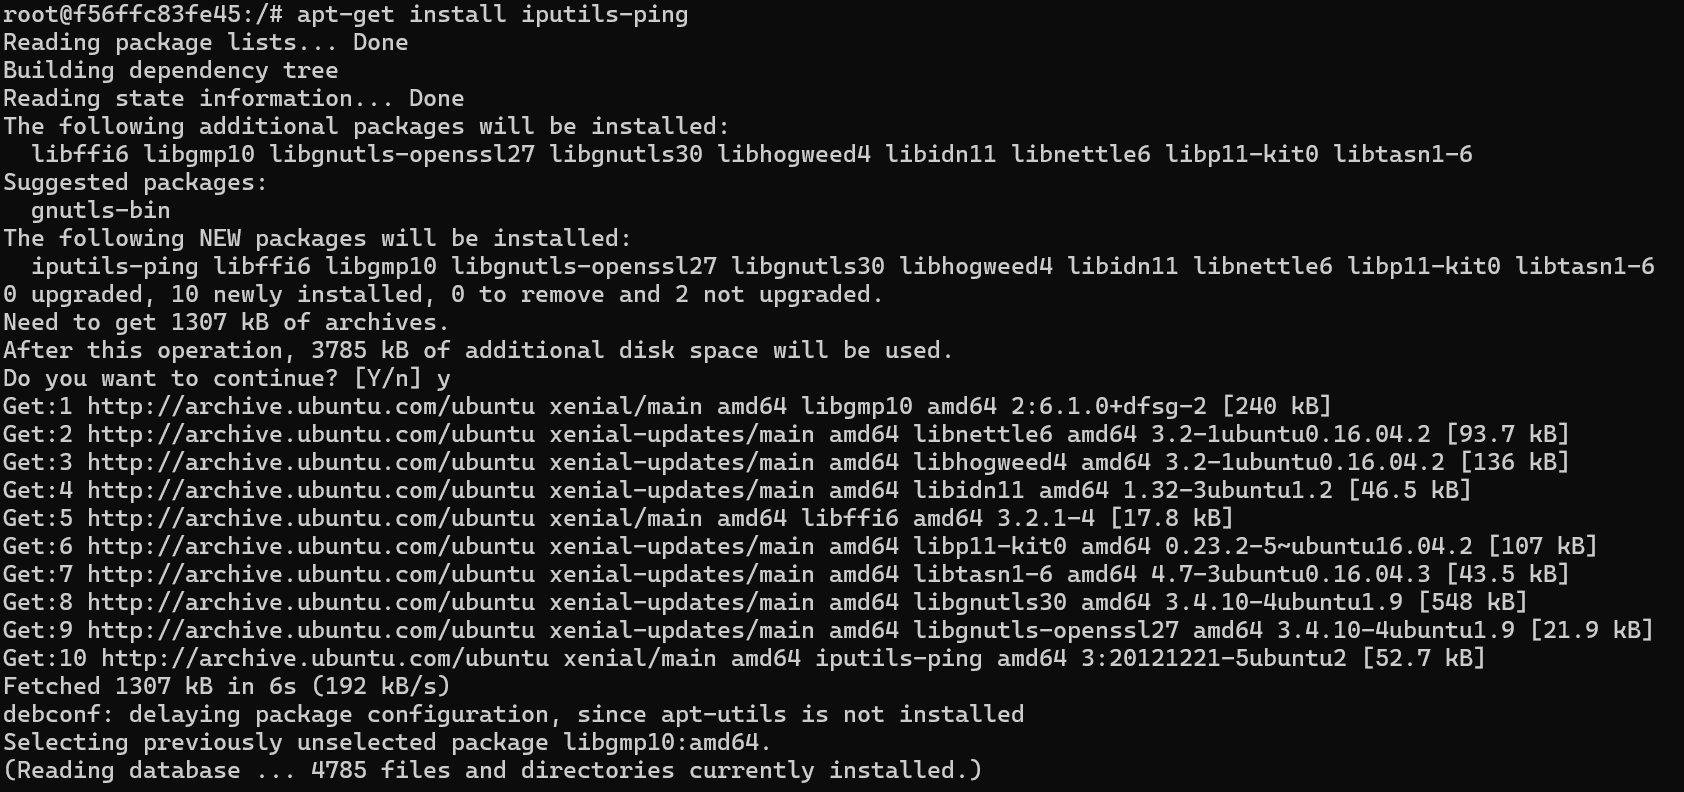 root@f56ffc83fe45:/# apt-get install iputils-ping
Reading package lists... Done
Building dependency tree
Reading state information... Done
The following additional packages will be installed:
  libffi6 libgmp10 libgnutls-openssl27 libgnutls30 libhogweed4 libidn11 libnettle6 libp11-kit0 libtasn1-6
Suggested packages:
  gnutls-bin
The following NEW packages will be installed:
  iputils-ping libffi6 libgmp10 libgnutls-openssl27 libgnutls30 libhogweed4 libidn11 libnettle6 libp11-kit0 libtasn1-6
0 upgraded, 10 newly installed, 0 to remove and 2 not upgraded.
Need to get 1307 kB of archives.
After this operation, 3785 kB of additional disk space will be used.
Do you want to continue? [Y/n] y
Get:1 http://archive.ubuntu.com/ubuntu xenial/main amd64 libgmp10 amd64 2:6.1.0+dfsg-2 [240 kB]
Get:2 http://archive.ubuntu.com/ubuntu xenial-updates/main amd64 libnettle6 amd64 3.2-1ubuntu0.16.04.2 [93.7 kB]
Get:3 http://archive.ubuntu.com/ubuntu xenial-updates/main amd64 libhogweed4 amd64 3.2-1ubuntu0.16.04.2 [136 kB]
Get:4 http://archive.ubuntu.com/ubuntu xenial-updates/main amd64 libidn11 amd64 1.32-3ubuntu1.2 [46.5 kB]
Get:5 http://archive.ubuntu.com/ubuntu xenial/main amd64 libffi6 amd64 3.2.1-4 [17.8 kB]
Get:6 http://archive.ubuntu.com/ubuntu xenial-updates/main amd64 libp11-kit0 amd64 0.23.2-5~ubuntu16.04.2 [107 kB]
Get:7 http://archive.ubuntu.com/ubuntu xenial-updates/main amd64 libtasn1-6 amd64 4.7-3ubuntu0.16.04.3 [43.5 kB]
Get:8 http://archive.ubuntu.com/ubuntu xenial-updates/main amd64 libgnutls30 amd64 3.4.10-4ubuntu1.9 [548 kB]
Get:9 http://archive.ubuntu.com/ubuntu xenial-updates/main amd64 libgnutls-openssl27 amd64 3.4.10-4ubuntu1.9 [21.9 kB]
Get:10 http://archive.ubuntu.com/ubuntu xenial/main amd64 iputils-ping amd64 3:20121221-5ubuntu2 [52.7 kB]
Fetched 1307 kB in 6s (192 kB/s)
debconf: delaying package configuration, since apt-utils is not installed
Selecting previously unselected package libgmp10:amd64.
(Reading database ... 4785 files and directories currently installed.)